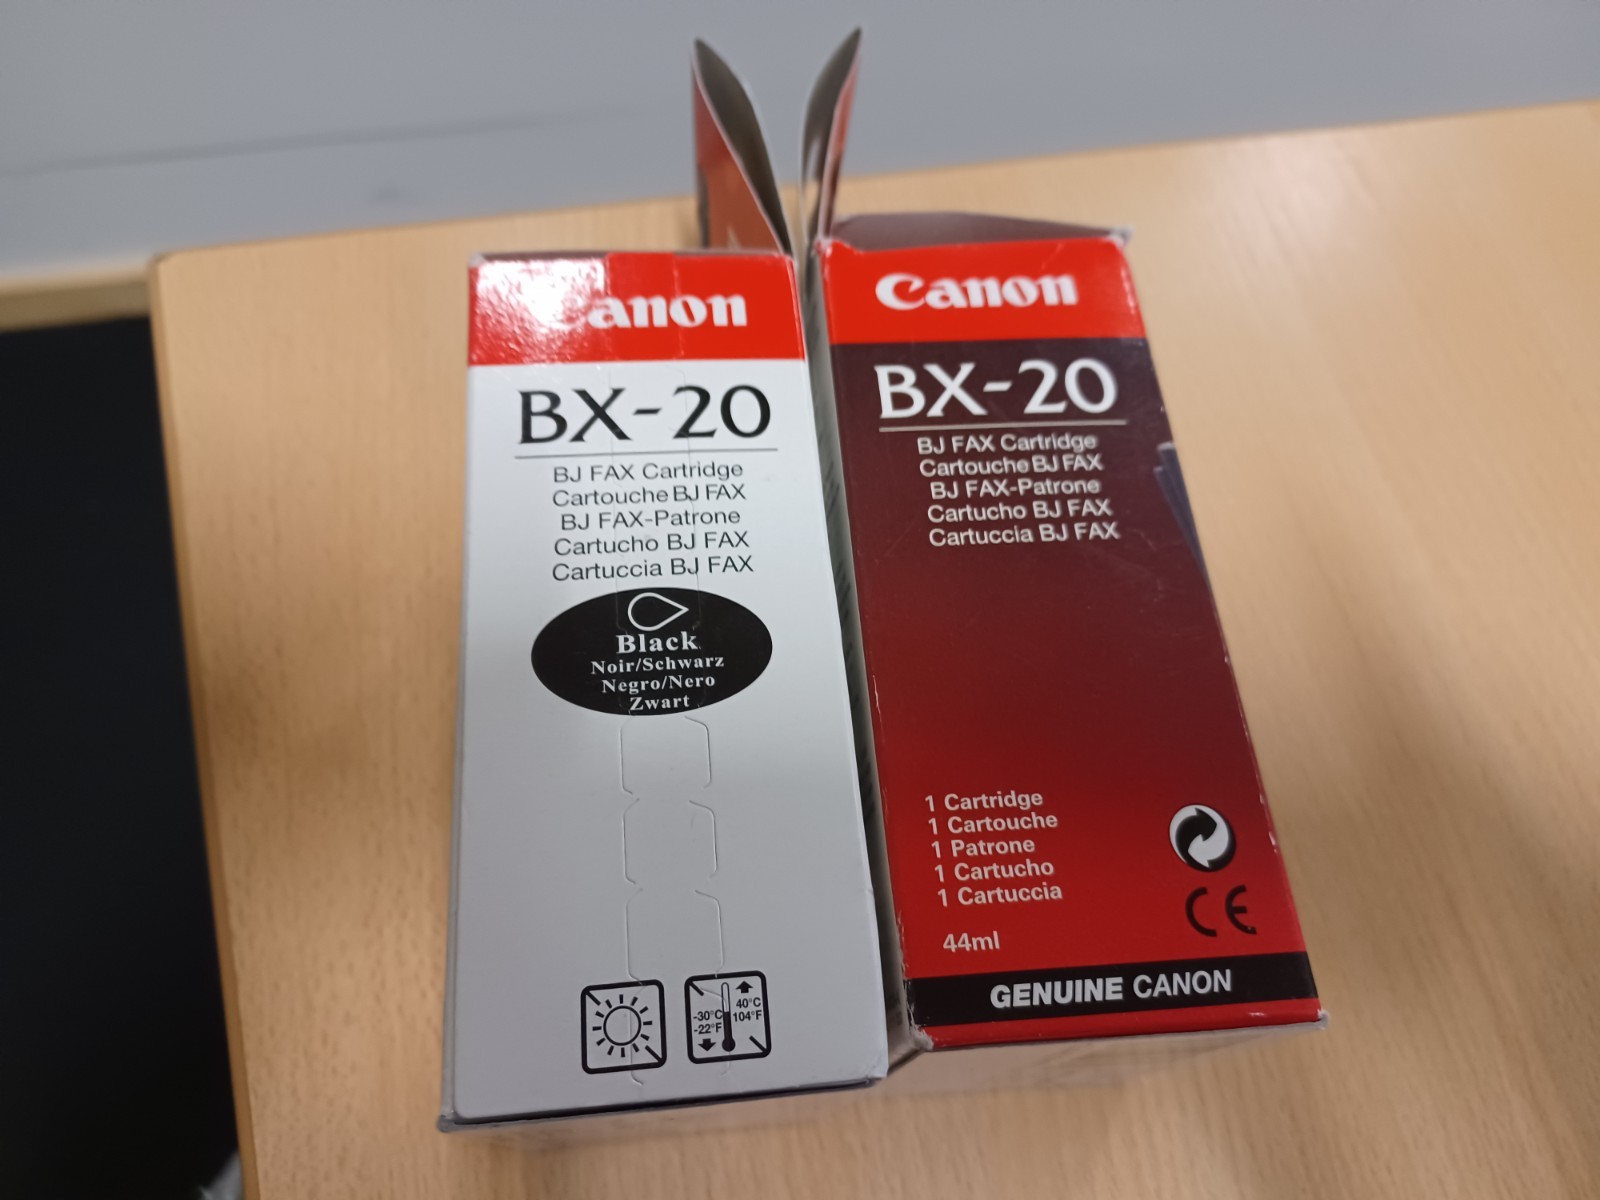 Canon
BX-20
BJ FAX Cartridge
Cartouche BJ FAX
BJ FAX-Patrone
Cartucho BJ FAX
Cartuccia BJ FAX
Black
Noir/Schwarz
Negro/Nero
Zwart
-30°C
-22°F
40°C
104°F
Canon
BX-20
BJ FAX Cartridge
Cartouche BJ FAX
BJ FAX-Patrone
Cartucho BJ FAX
Cartuccia BJ FAX
1 Cartridge
1 Cartouche
1 Patrone
1 Cartucho
1 Cartuccia
44ml
CE
GENUINE CANON